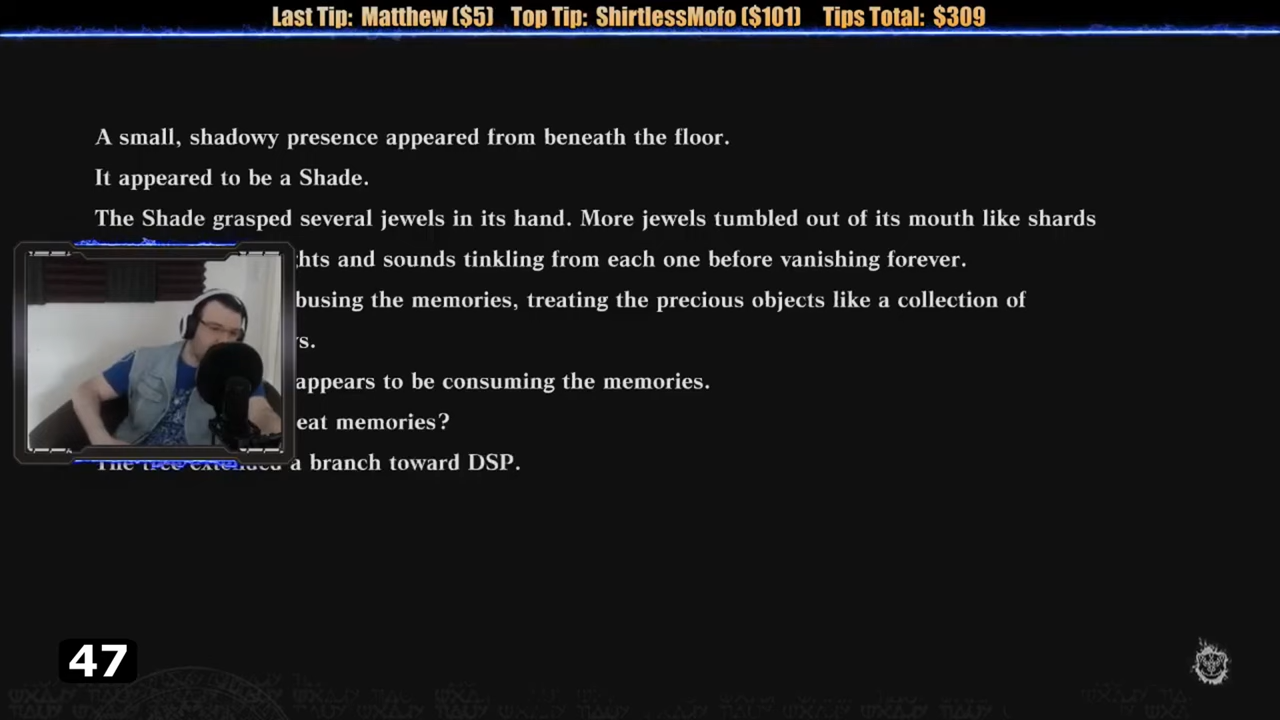 Last Tip: Matthew ($5) Top Tip: ShirtlessMofo ($101) Tips Total: $309
A small, shadowy presence appeared from beneath the floor.
It appeared to be a Shade.
The Shade grasped several jewels in its hand. More jewels tumbled out of its mouth like shards
and sounds tinkling from each one before vanishing forever.
the memories, treating the precious objects like a collection of
appears to be consuming the memories.
eat memories?
The tree extended a branch toward DSP.
47